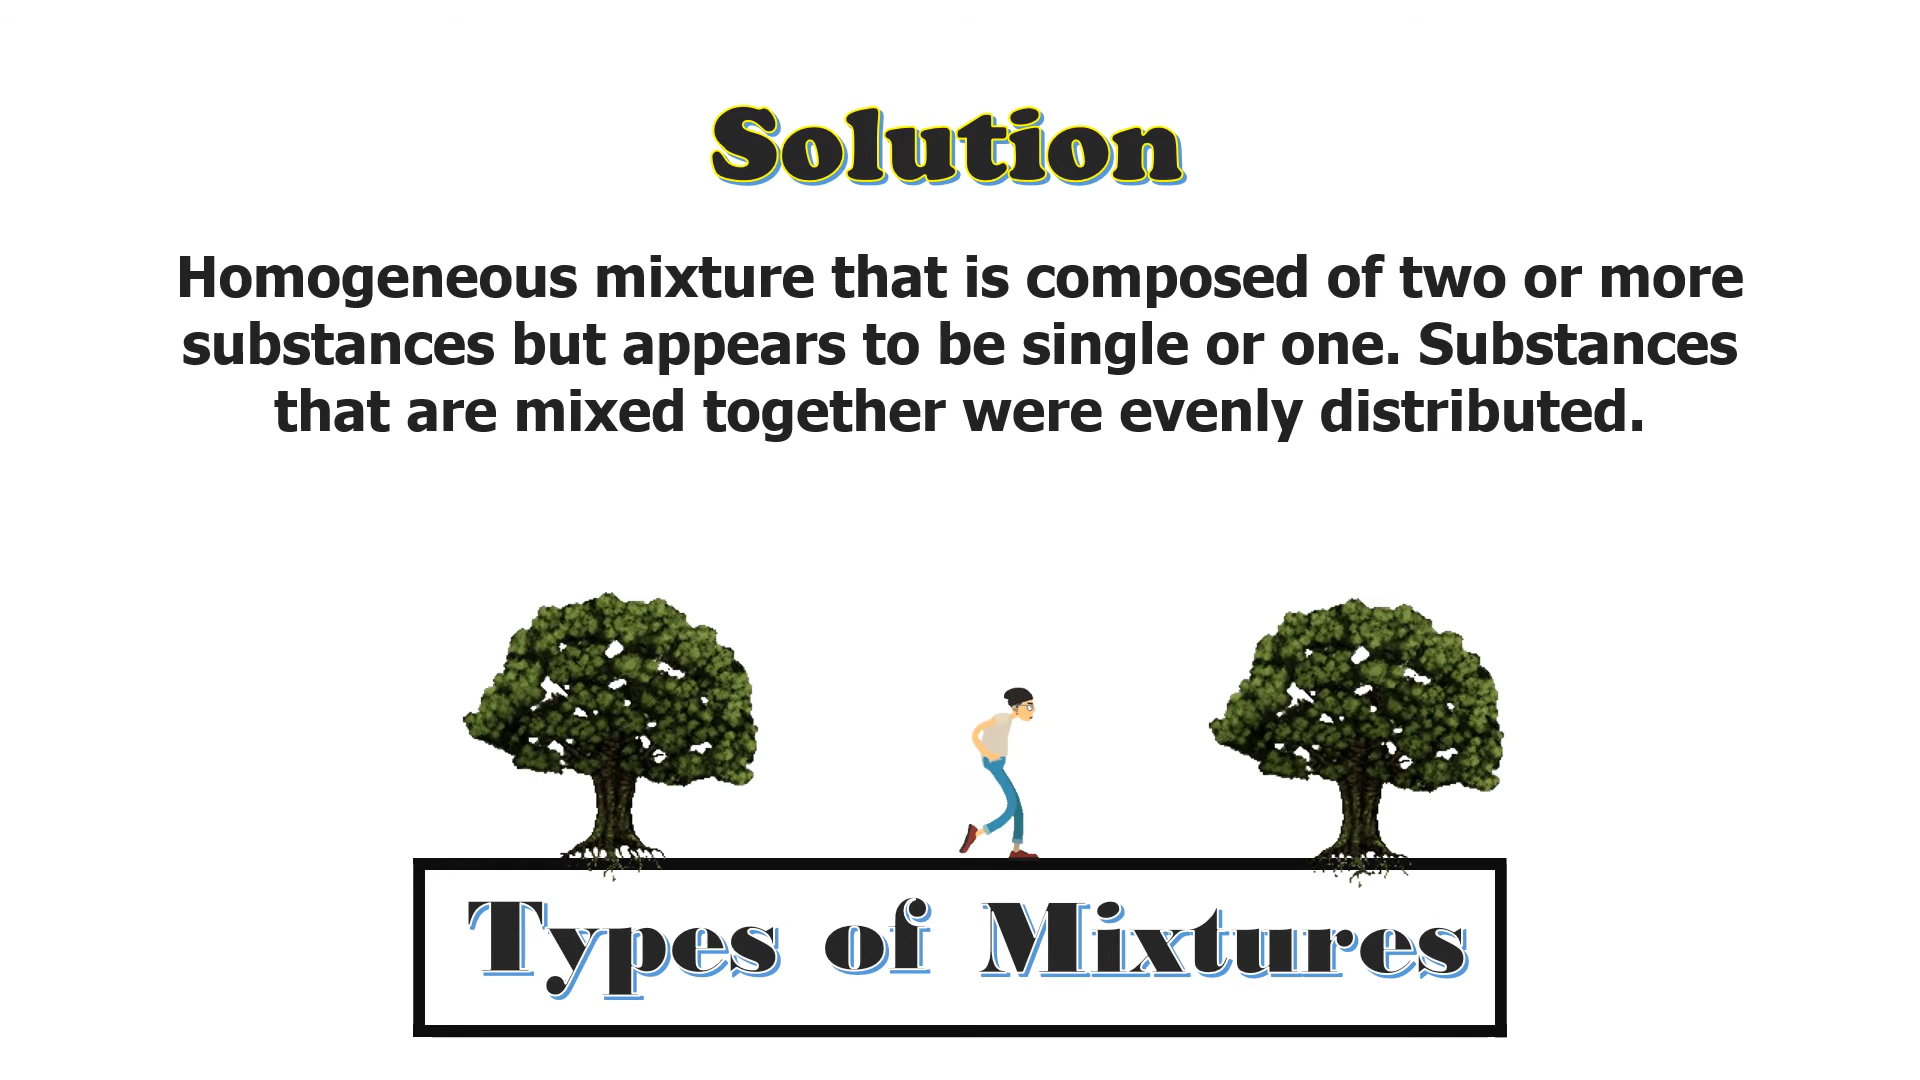 Solution
Homogeneous mixture that is composed of two or more
substances but appears to be single or one. Substances
that are mixed together were evenly distributed.
Types of Mixtures